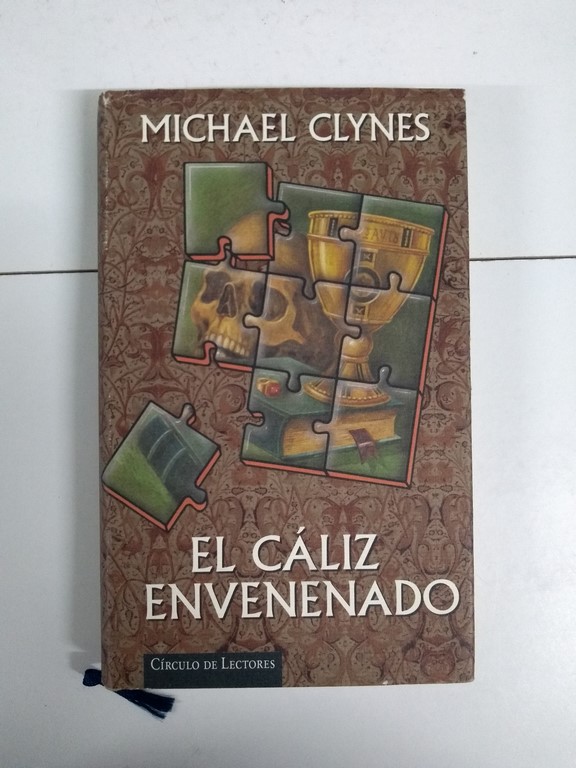 MICHAEL CLYNES
EL CÁLIZ
ENVENENADO
CÍRCULO DE LECTORES